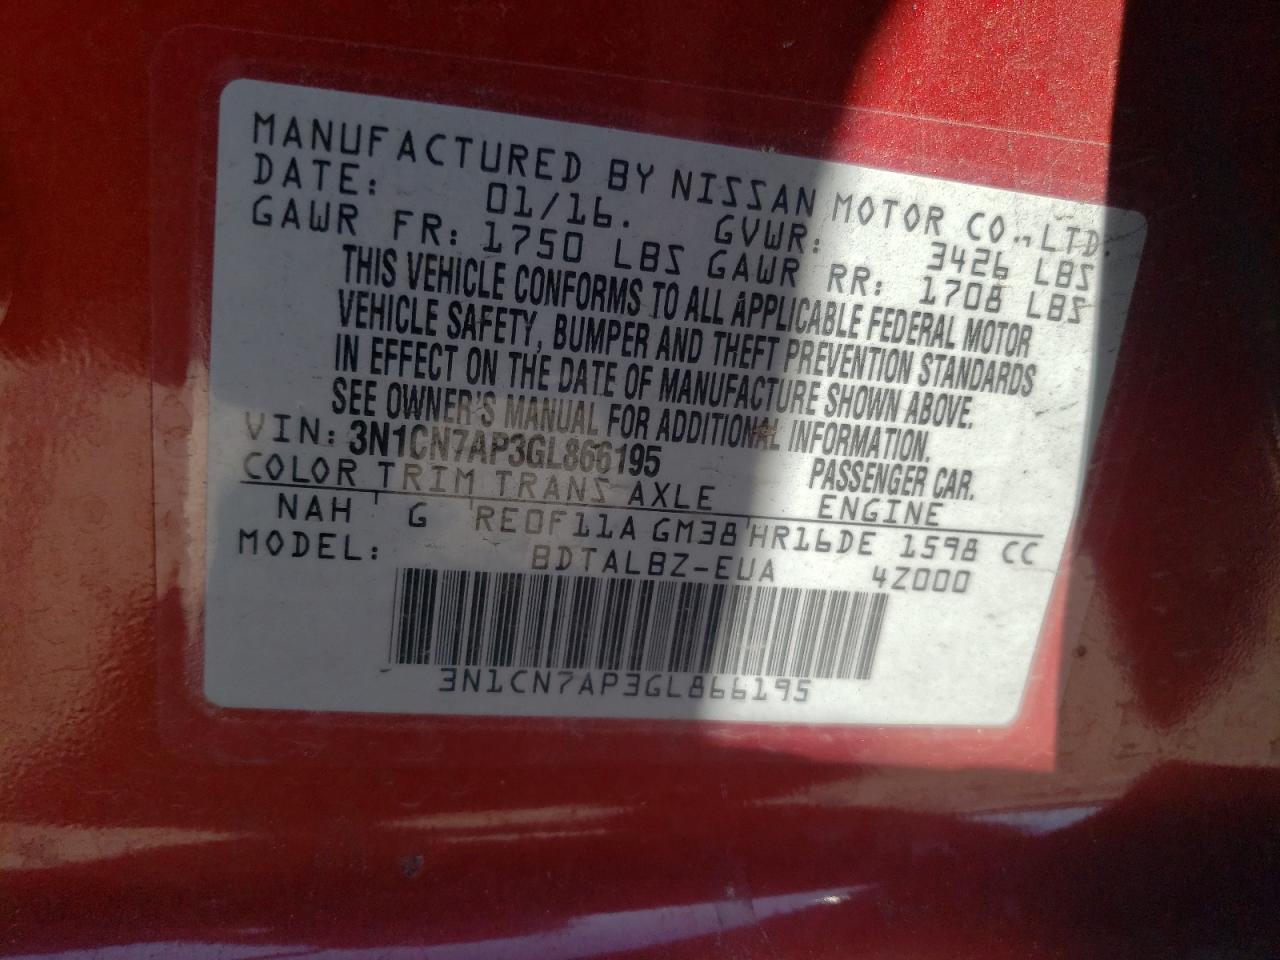 MANUFACTURED BY NISSAN MOTOR CO., LTD.
DATE: 01/16. GVWR: 3426 LBS
GAWR FR: 1750 LBS GAWR RR: 1708 LBS
THIS VEHICLE CONFORMS TO ALL APPLICABLE FEDERAL MOTOR
VEHICLE SAFETY, BUMPER AND THEFT PREVENTION STANDARDS
IN EFFECT ON THE DATE OF MANUFACTURE SHOWN ABOVE.
SEE OWNER'S MANUAL FOR ADDITIONAL INFORMATION.
VIN: 3N1CN7AP3GL866195 PASSENGER CAR.
COLOR TRIM TRANS AXLE ENGINE
NAH G RE0F11A GM38 HR16DE 1598 CC
MODEL: BDTALBZ-EUA 4Z000
3N1CN7AP3GL866195